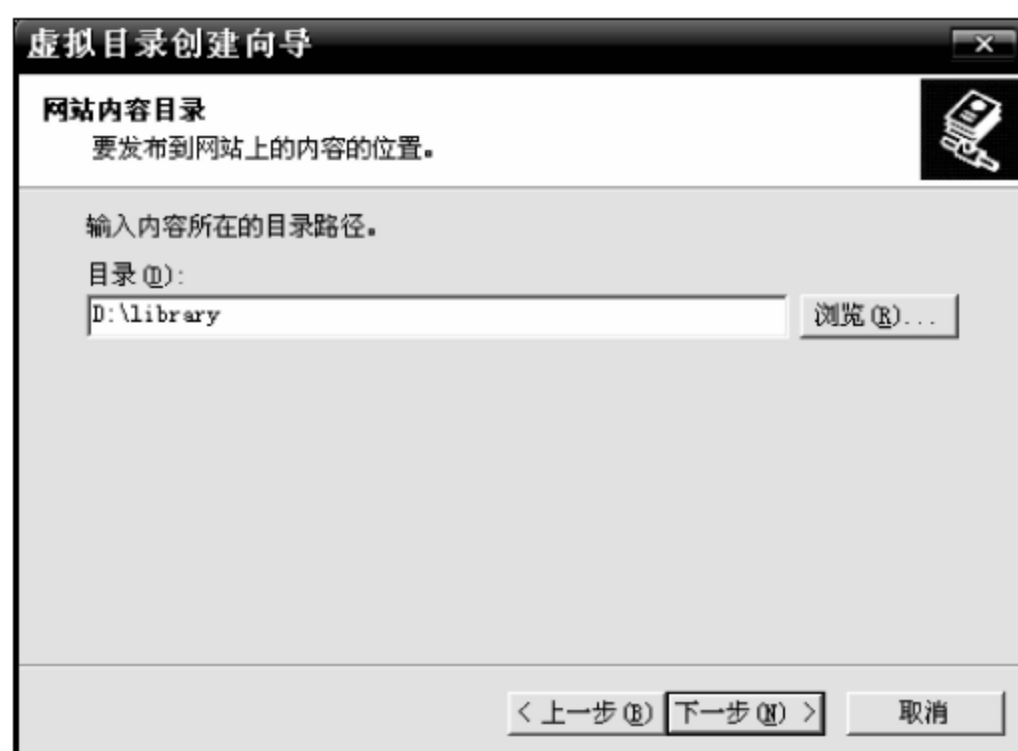 虚拟目录创建向导
网站内容目录
要发布到网站上的内容的位置。
输入内容所在的目录路径。
目录(D):
D:\library
浏览(R)...
< 上一步(B) 下一步(N) > 取消